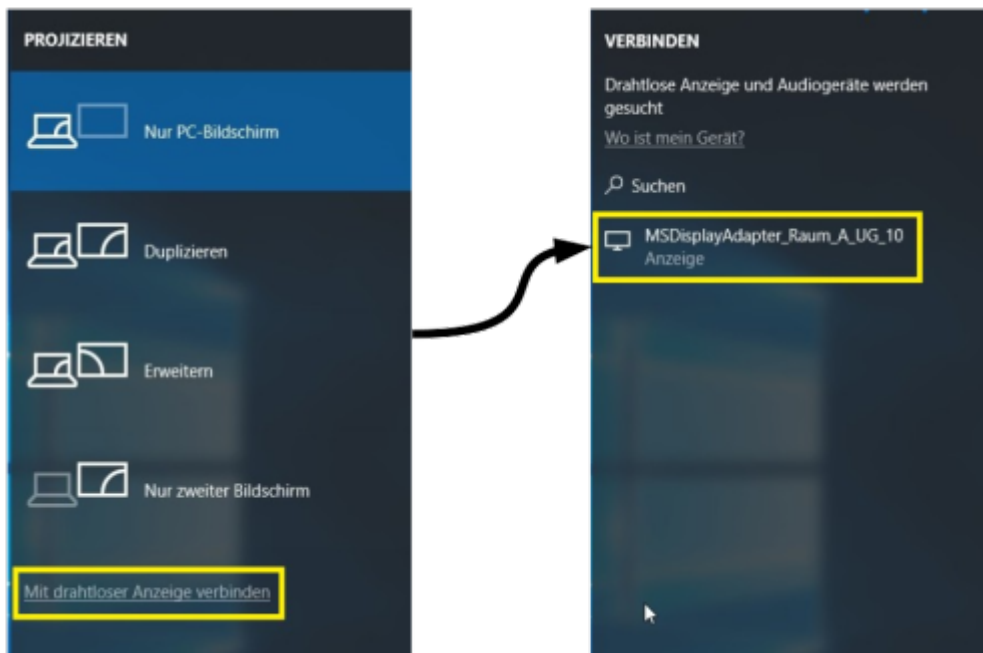 PROJIZIEREN
Nur PC-Bildschirm
Duplizieren
Erweitern
Nur zweiter Bildschirm
Mit drahtloser Anzeige verbinden
VERBINDEN
Drahtlose Anzeige und Audiogeräte werden
gesucht
Wo ist mein Gerät?
Suchen
MSDisplayAdapter_Raum_A_UG_10
Anzeige